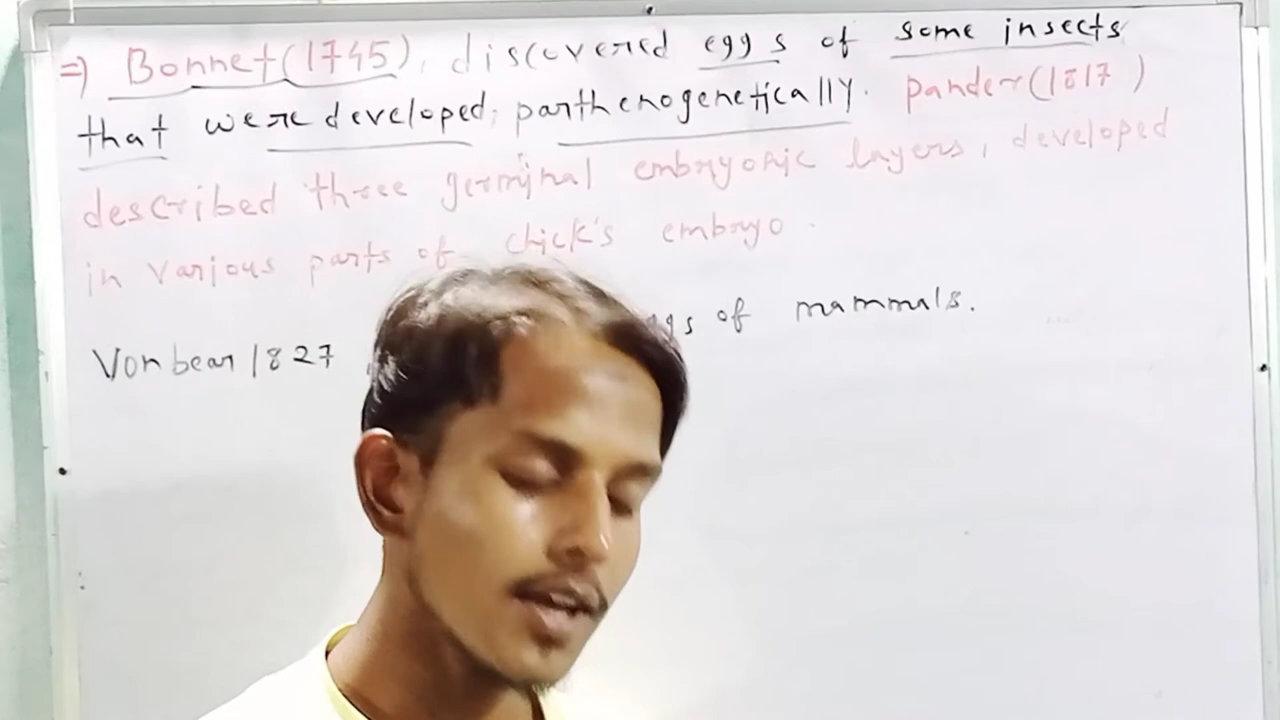 => Bonnet (1745), discovered eggs of some insects
that were developed, parthenogenetically. pander (1817)
described three germinal embryonic layers, developed
in various parts of chick's embryo.
Von bear 1827 of mammals.